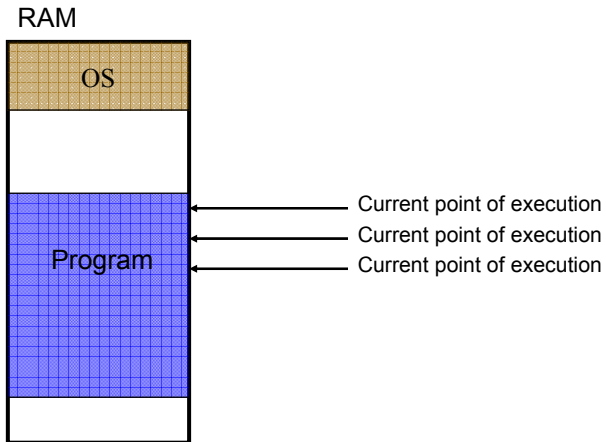 RAM
OS
Current point of execution
Current point of execution
Program
Current point of execution